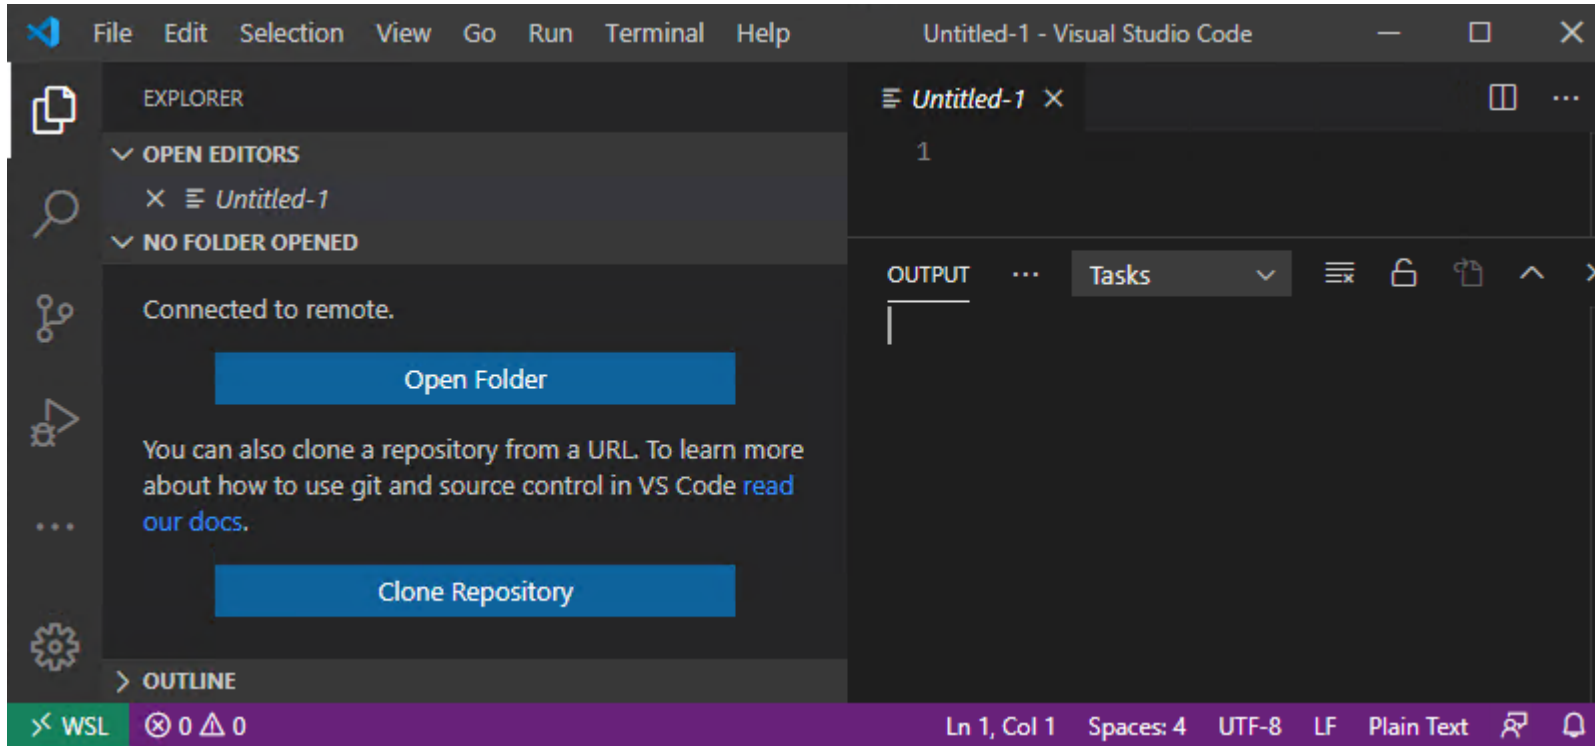 File Edit Selection View Go Run Terminal Help Untitled-1 - Visual Studio Code
EXPLORER
OPEN EDITORS
Untitled-1
NO FOLDER OPENED
Connected to remote.
Open Folder
You can also clone a repository from a URL. To learn more
about how to use git and source control in VS Code read
our docs.
Clone Repository
OUTLINE
Untitled-1
1
OUTPUT Tasks
WSL 0 0 Ln 1, Col 1 Spaces: 4 UTF-8 LF Plain Text